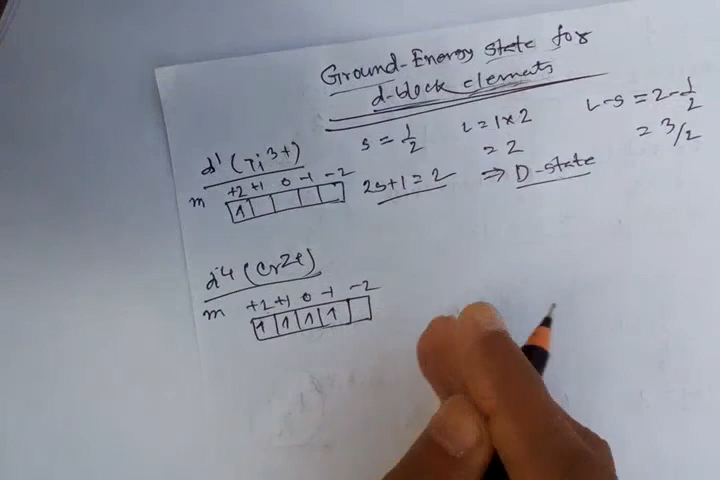 Ground-Energy state for
d-block elements
d¹ (Ti³⁺)
m +2 +1 0 -1 -2
1
s = 1/2
2s+1 = 2
L = 1×2
= 2
⇒ D-state
L-s = 2-1/2
= 3/2
d⁴ (Cr2+)
m +2 +1 0 -1 -2
1 1 1 1